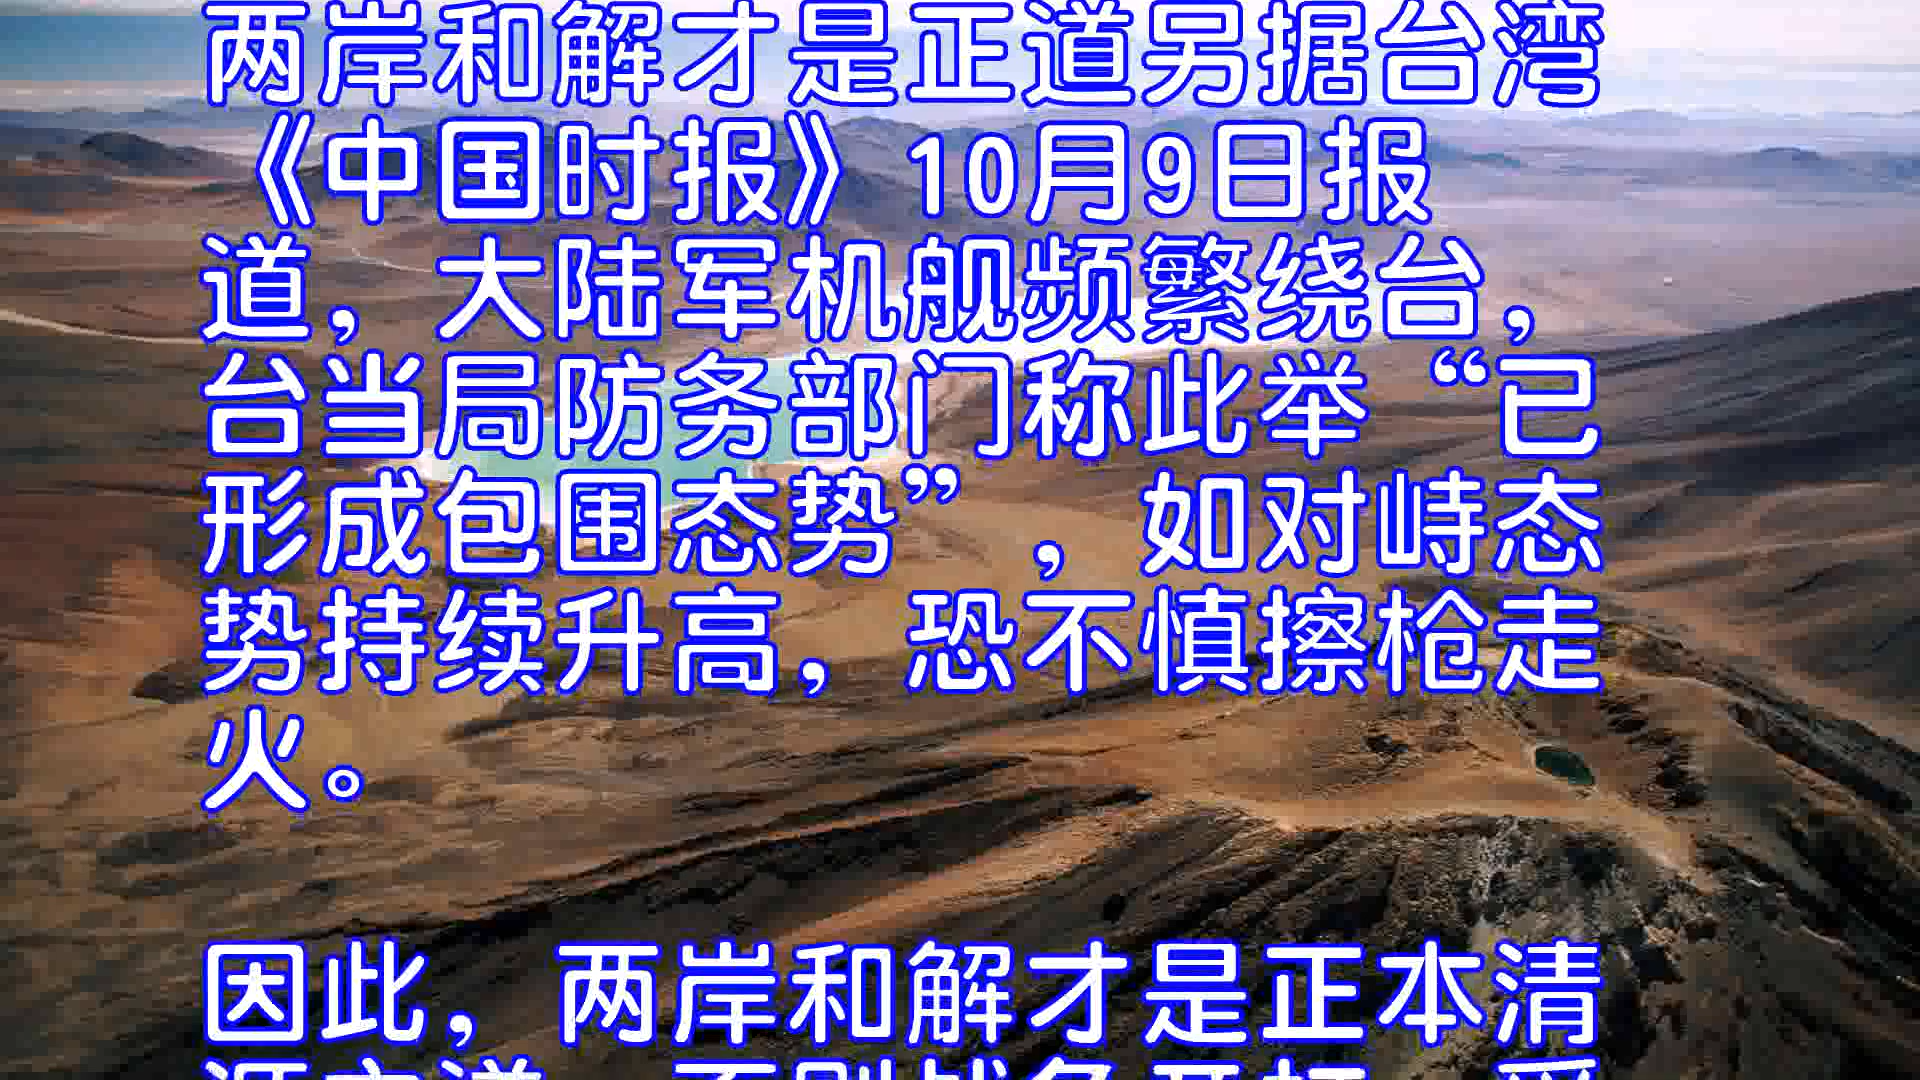 两岸和解才是正道另据台湾
《中国时报》10月9日报
道，大陆军机舰频繁绕台，
台当局防务部门称此举“已
形成包围态势”，如对峙态
势持续升高，恐不慎擦枪走
火。
因此，两岸和解才是正本清